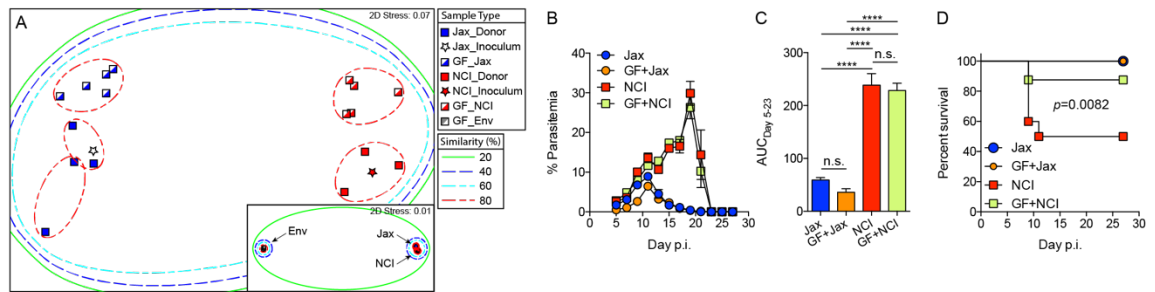 A
2D Stress: 0.07
Sample Type
Jax_Donor
Jax_Inoculum
GF_Jax
NCI_Donor
NCI_Inoculum
GF_NCI
GF_Env
Similarity (%)
20
40
60
80
2D Stress: 0.01
Env
Jax
NCI
B
Jax
GF+Jax
NCI
GF+NCI
% Parasitemia
40
30
20
10
0
0 5 10 15 20 25 30
Day p.i.
C
****
****
****
n.s.
****
n.s.
AUC Day 5-23
300
250
200
150
100
50
0
Jax
GF+Jax
NCI
GF+NCI
D
Percent survival
120
100
80
60
40
20
0
p=0.0082
Jax
GF+Jax
NCI
GF+NCI
0 10 20 30
Day p.i.